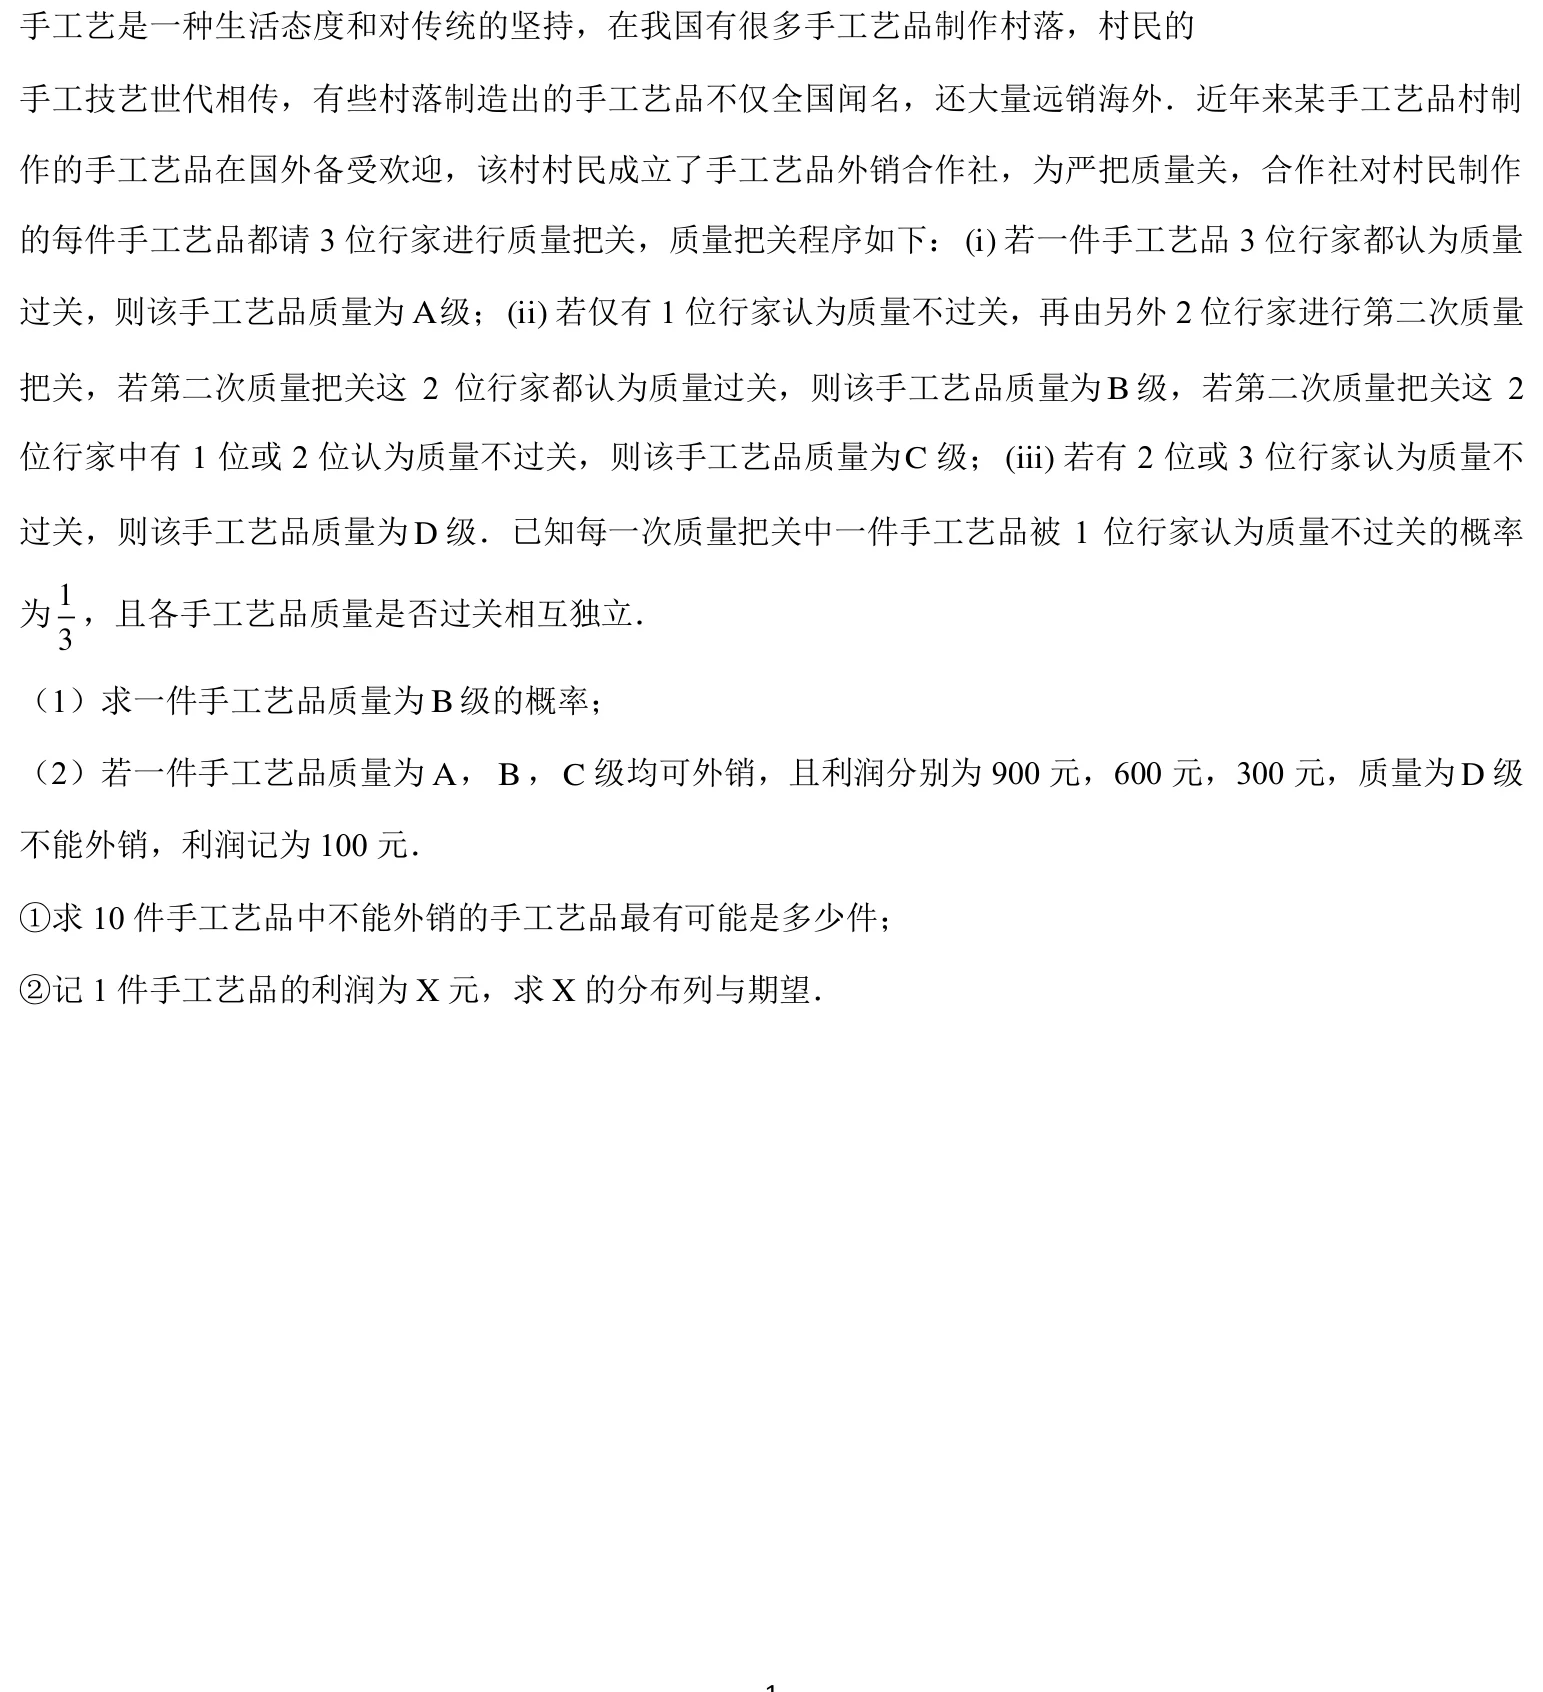 手工艺是一种生活态度和对传统的坚持，在我国有很多手工艺品制作村落，村民的
手工技艺世代相传，有些村落制造出的手工艺品不仅全国闻名，还大量远销海外．近年来某手工艺品村制
作的手工艺品在国外备受欢迎，该村村民成立了手工艺品外销合作社，为严把质量关，合作社对村民制作
的每件手工艺品都请 3 位行家进行质量把关，质量把关程序如下：(i) 若一件手工艺品 3 位行家都认为质量
过关，则该手工艺品质量为 A级；(ii) 若仅有 1 位行家认为质量不过关，再由另外 2 位行家进行第二次质量
把关，若第二次质量把关这 2 位行家都认为质量过关，则该手工艺品质量为 B 级，若第二次质量把关这 2
位行家中有 1 位或 2 位认为质量不过关，则该手工艺品质量为 C 级；(iii) 若有 2 位或 3 位行家认为质量不
过关，则该手工艺品质量为 D 级．已知每一次质量把关中一件手工艺品被 1 位行家认为质量不过关的概率
为 1/3，且各手工艺品质量是否过关相互独立．
（1）求一件手工艺品质量为 B 级的概率；
（2）若一件手工艺品质量为 A，B，C 级均可外销，且利润分别为 900 元，600 元，300 元，质量为 D 级
不能外销，利润记为 100 元．
①求 10 件手工艺品中不能外销的手工艺品最有可能是多少件；
②记 1 件手工艺品的利润为 X 元，求 X 的分布列与期望．